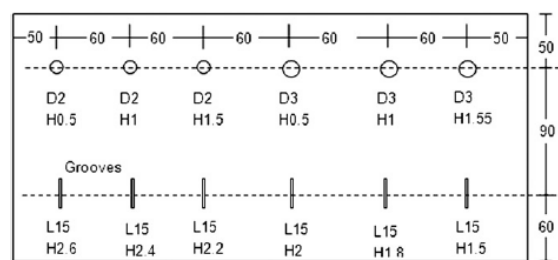 50 60 60 60 60 50
50
D2 D2 D2 D3 D3 D3
H0.5 H1 H1.5 H0.5 H1 H1.55
90
Grooves
L15 L15 L15 L15 L15 L15
H2.6 H2.4 H2.2 H2 H1.8 H1.5
60